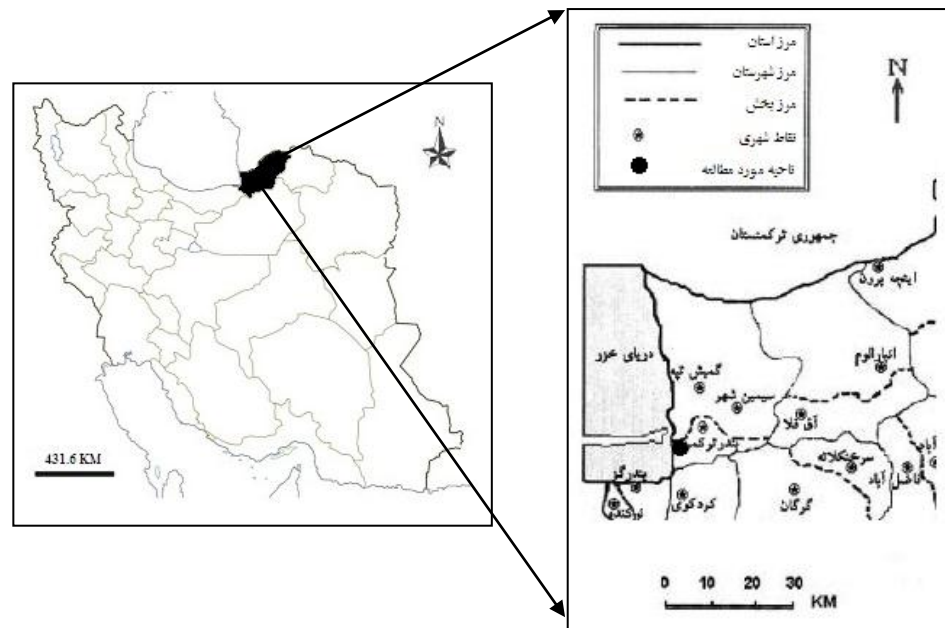 N
431.6 KM
مرز استان
مرز شهرستان
مرز بخش
نقاط شهری
ناحیه مورد مطالعه
N
جمهوری ترکمنستان
اینچه برون
دریای خزر
انبارالوم
گمیش تپه
سیمین شهر
آق قلا
بندرترکمن
سرخنکلاته
فاضل آباد
بندرگز
کردکوی
گرگان
نوکنده
0 10 20 30
KM